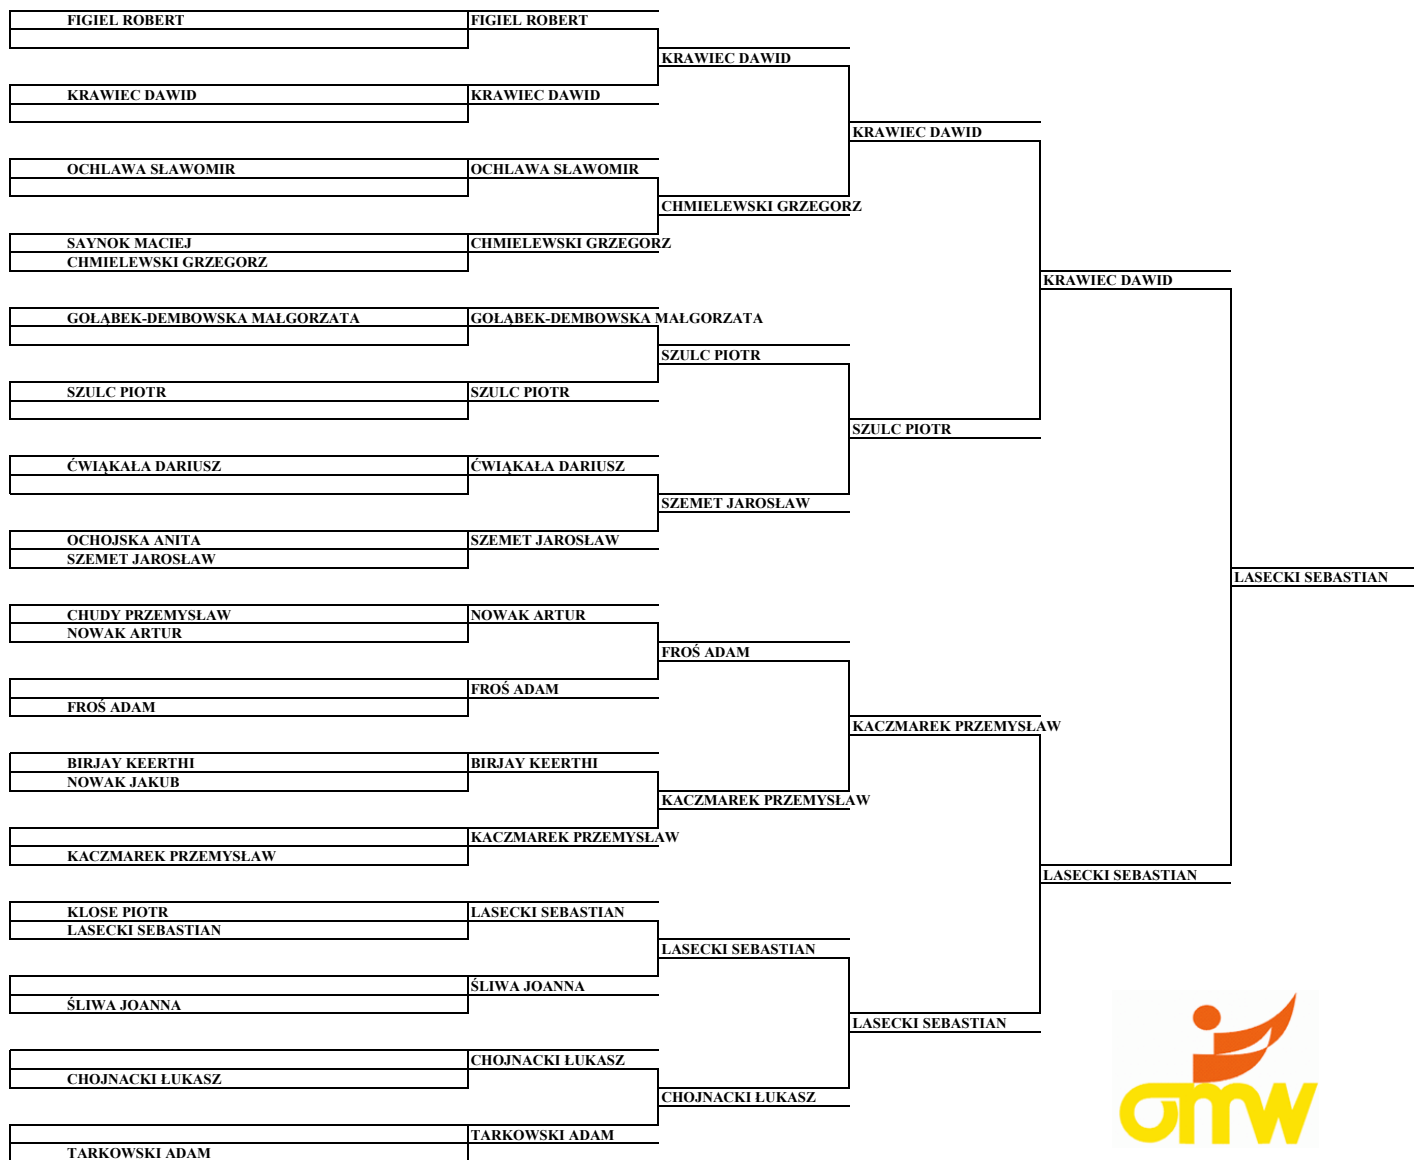 FIGIEL ROBERT
FIGIEL ROBERT
KRAWIEC DAWID
KRAWIEC DAWID
KRAWIEC DAWID
KRAWIEC DAWID
OCHLAWA SŁAWOMIR
OCHLAWA SŁAWOMIR
CHMIELEWSKI GRZEGORZ
SAYNOK MACIEJ
CHMIELEWSKI GRZEGORZ
CHMIELEWSKI GRZEGORZ
KRAWIEC DAWID
GOŁĄBEK-DEMBOWSKA MAŁGORZATA
GOŁĄBEK-DEMBOWSKA MAŁGORZATA
SZULC PIOTR
SZULC PIOTR
SZULC PIOTR
SZULC PIOTR
ĆWIĄKAŁA DARIUSZ
ĆWIĄKAŁA DARIUSZ
SZEMET JAROSŁAW
OCHOJSKA ANITA
SZEMET JAROSŁAW
SZEMET JAROSŁAW
LASECKI SEBASTIAN
CHUDY PRZEMYSŁAW
NOWAK ARTUR
NOWAK ARTUR
FROŚ ADAM
FROŚ ADAM
FROŚ ADAM
KACZMAREK PRZEMYSŁAW
BIRJAY KEERTHI
BIRJAY KEERTHI
NOWAK JAKUB
KACZMAREK PRZEMYSŁAW
KACZMAREK PRZEMYSŁAW
KACZMAREK PRZEMYSŁAW
LASECKI SEBASTIAN
KLOSE PIOTR
LASECKI SEBASTIAN
LASECKI SEBASTIAN
LASECKI SEBASTIAN
ŚLIWA JOANNA
ŚLIWA JOANNA
LASECKI SEBASTIAN
CHOJNACKI ŁUKASZ
CHOJNACKI ŁUKASZ
CHOJNACKI ŁUKASZ
TARKOWSKI ADAM
TARKOWSKI ADAM
omw